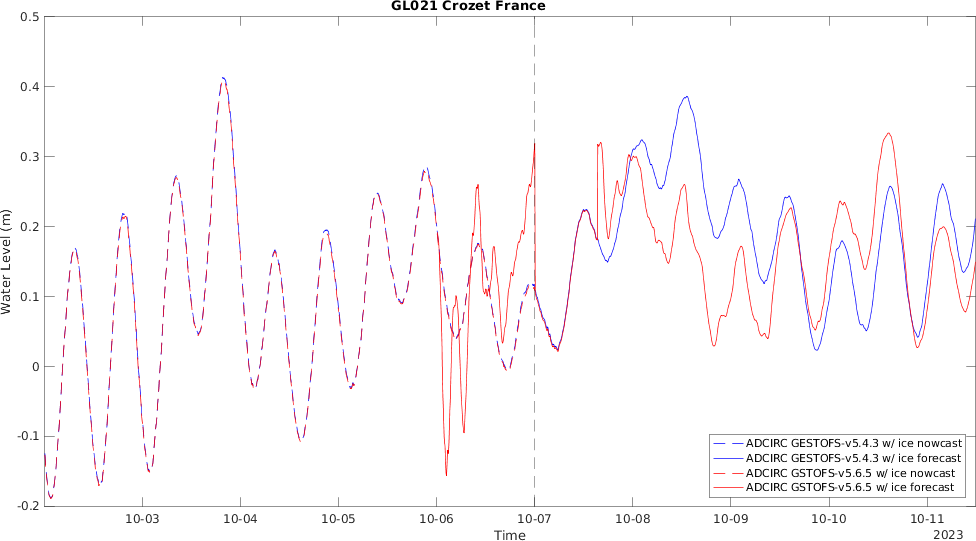 GL021 Crozet France
0.5
0.4
0.3
0.2
0.1
0
-0.1
-0.2
Water Level (m)
10-03
10-04
10-05
10-06
10-07
10-08
10-09
10-10
10-11
Time
2023
ADCIRC GESTOFS-v5.4.3 w/ ice nowcast
ADCIRC GESTOFS-v5.4.3 w/ ice forecast
ADCIRC GSTOFS-v5.6.5 w/ ice nowcast
ADCIRC GSTOFS-v5.6.5 w/ ice forecast